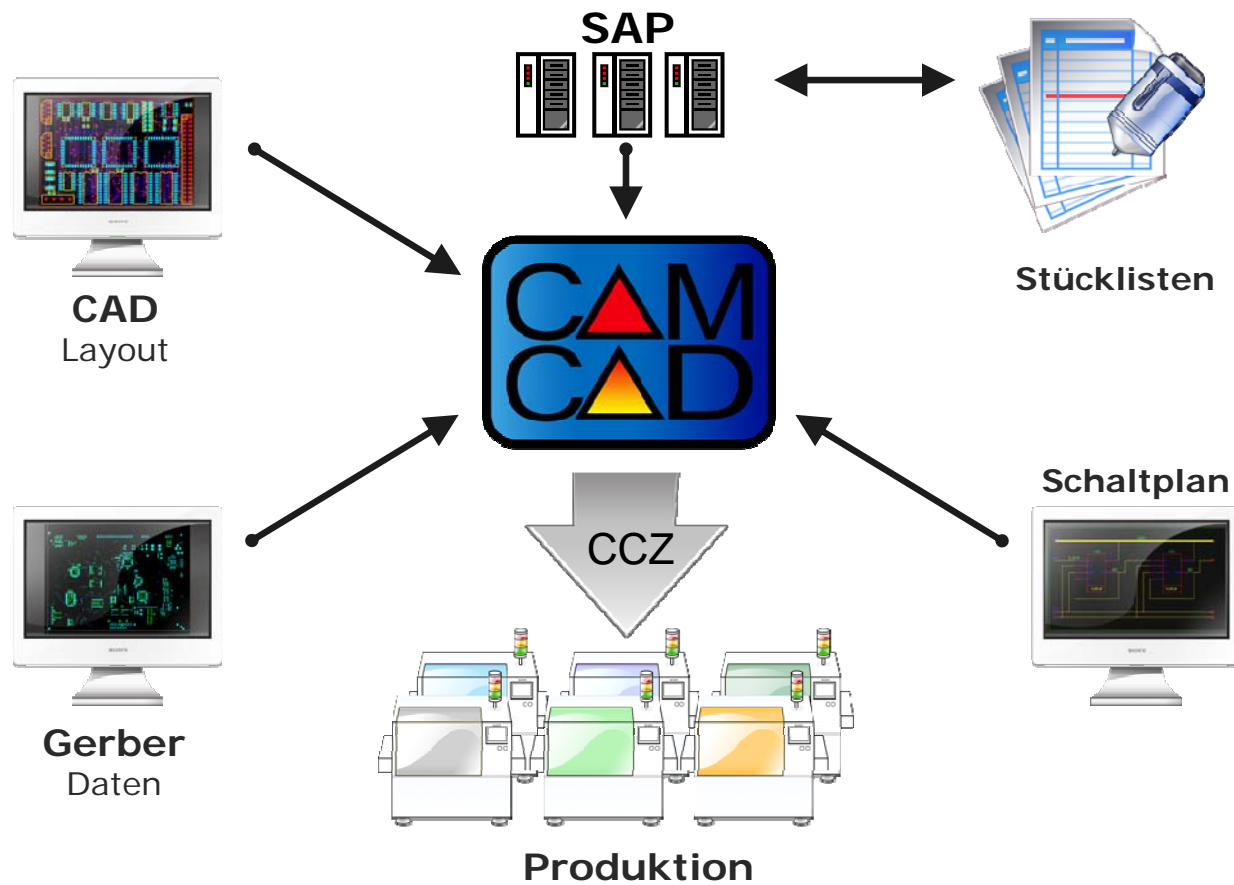 SAP
CAD
Layout
Stücklisten
CAM
CAD
Schaltplan
CCZ
Gerber
Daten
Produktion